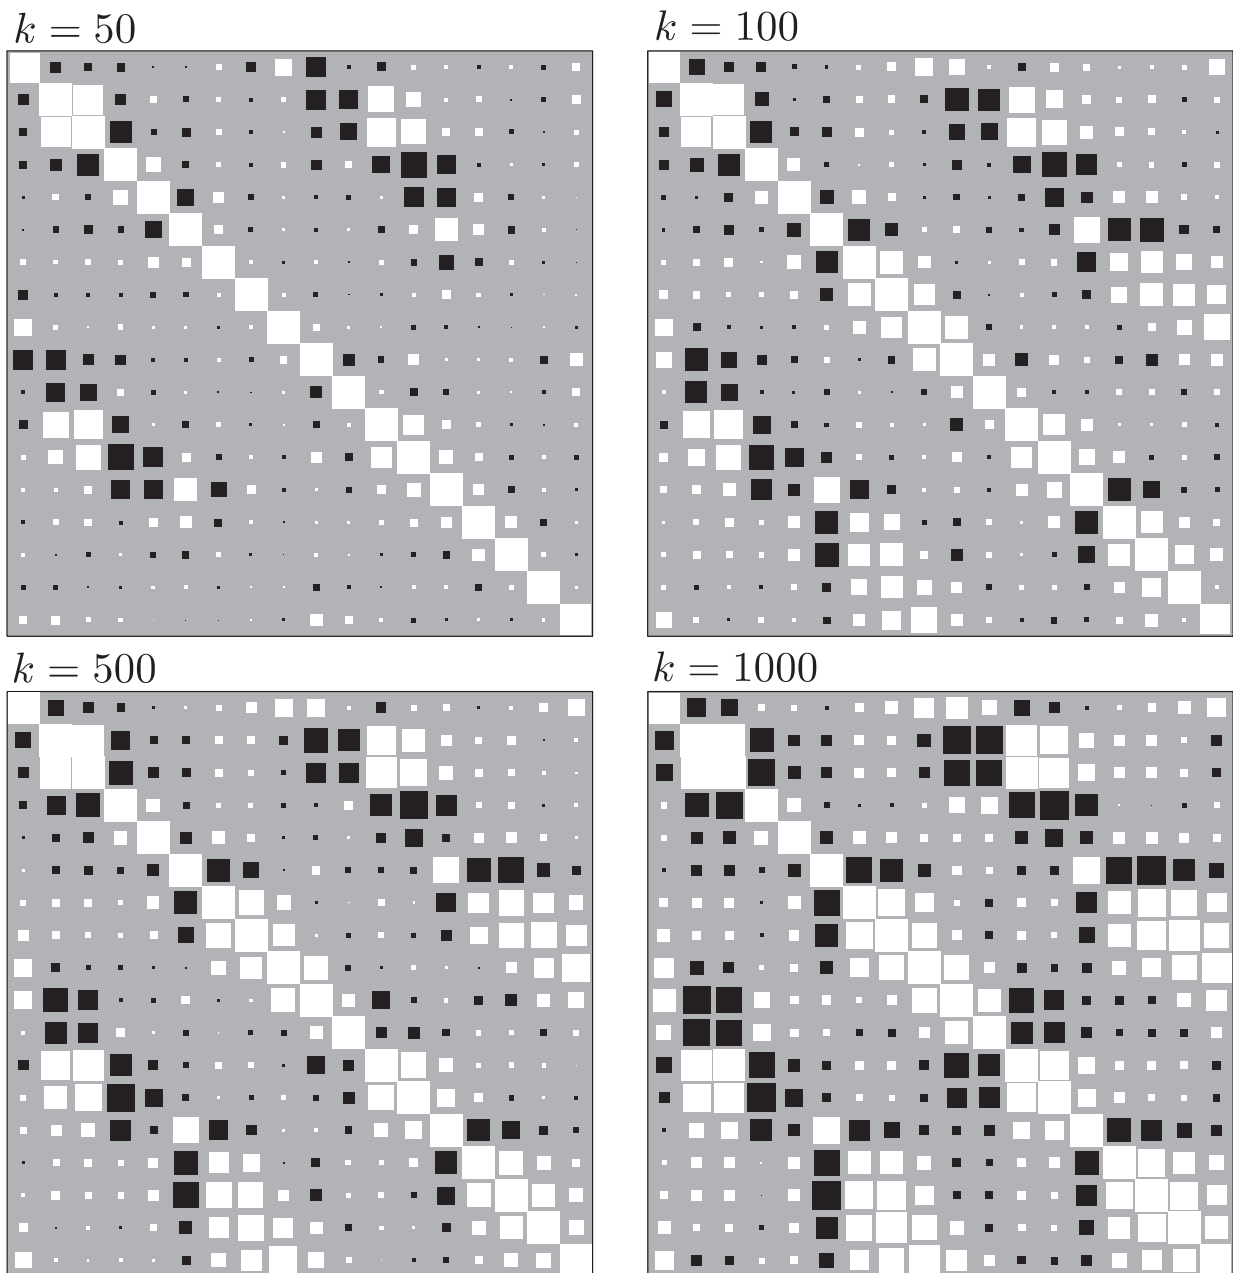 k = 50
k = 100
k = 500
k = 1000